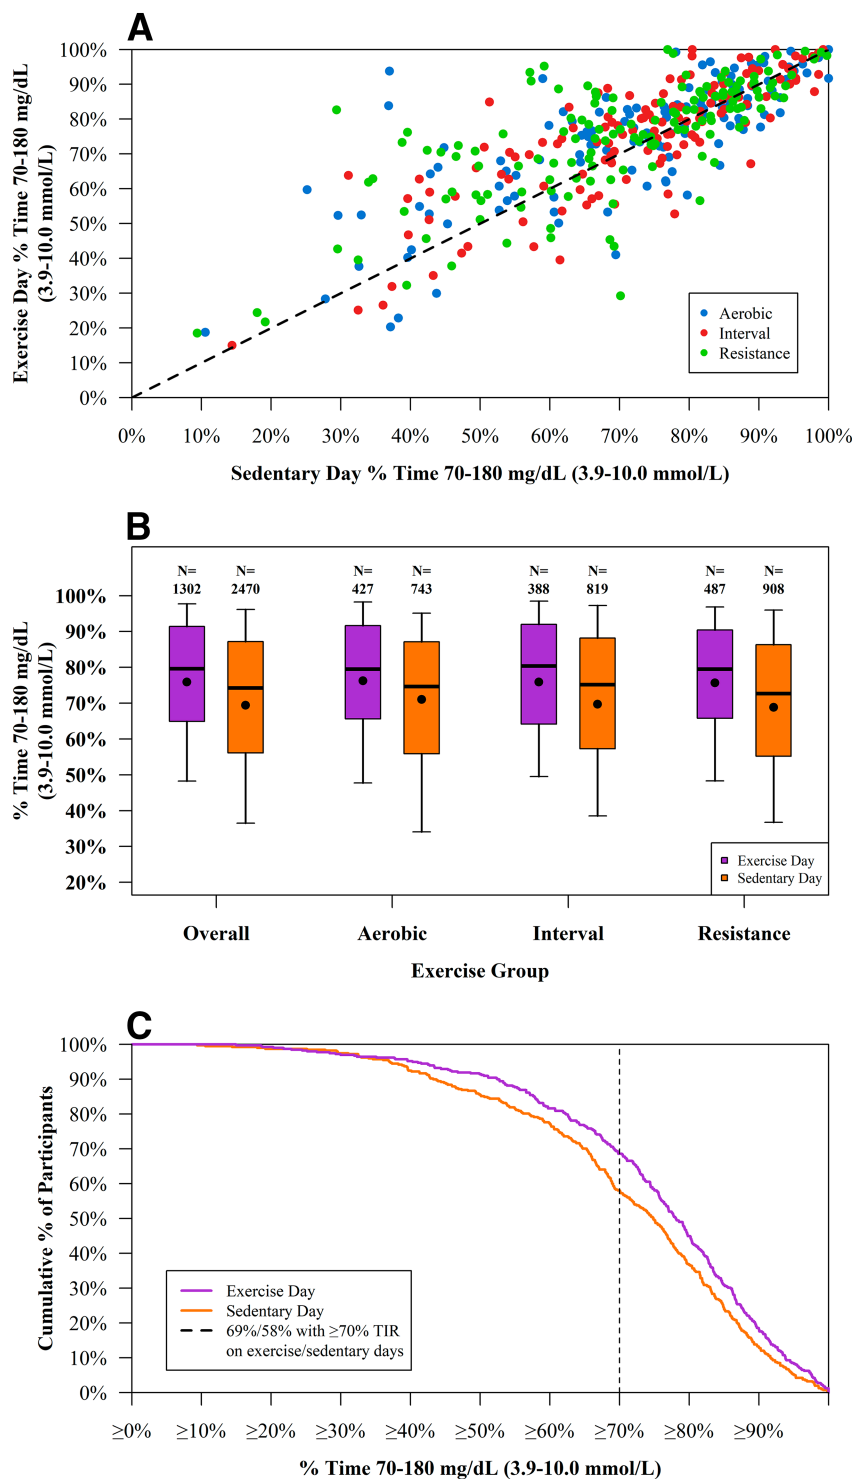 A
Exercise Day % Time 70-180 mg/dL
(3.9-10.0 mmol/L)
100%
90%
80%
70%
60%
50%
40%
30%
20%
10%
0%
Aerobic
Interval
Resistance
0% 10% 20% 30% 40% 50% 60% 70% 80% 90% 100%
Sedentary Day % Time 70-180 mg/dL (3.9-10.0 mmol/L)
B
% Time 70-180 mg/dL
(3.9-10.0 mmol/L)
N= N= N= N= N= N= N= N=
1302 2470 427 743 388 819 487 908
100%
90%
80%
70%
60%
50%
40%
30%
20%
Exercise Day
Sedentary Day
Overall Aerobic Interval Resistance
Exercise Group
C
Cumulative % of Participants
100%
90%
80%
70%
60%
50%
40%
30%
20%
10%
0%
Exercise Day
Sedentary Day
69%/58% with ≥70% TIR
on exercise/sedentary days
≥0% ≥10% ≥20% ≥30% ≥40% ≥50% ≥60% ≥70% ≥80% ≥90%
% Time 70-180 mg/dL (3.9-10.0 mmol/L)